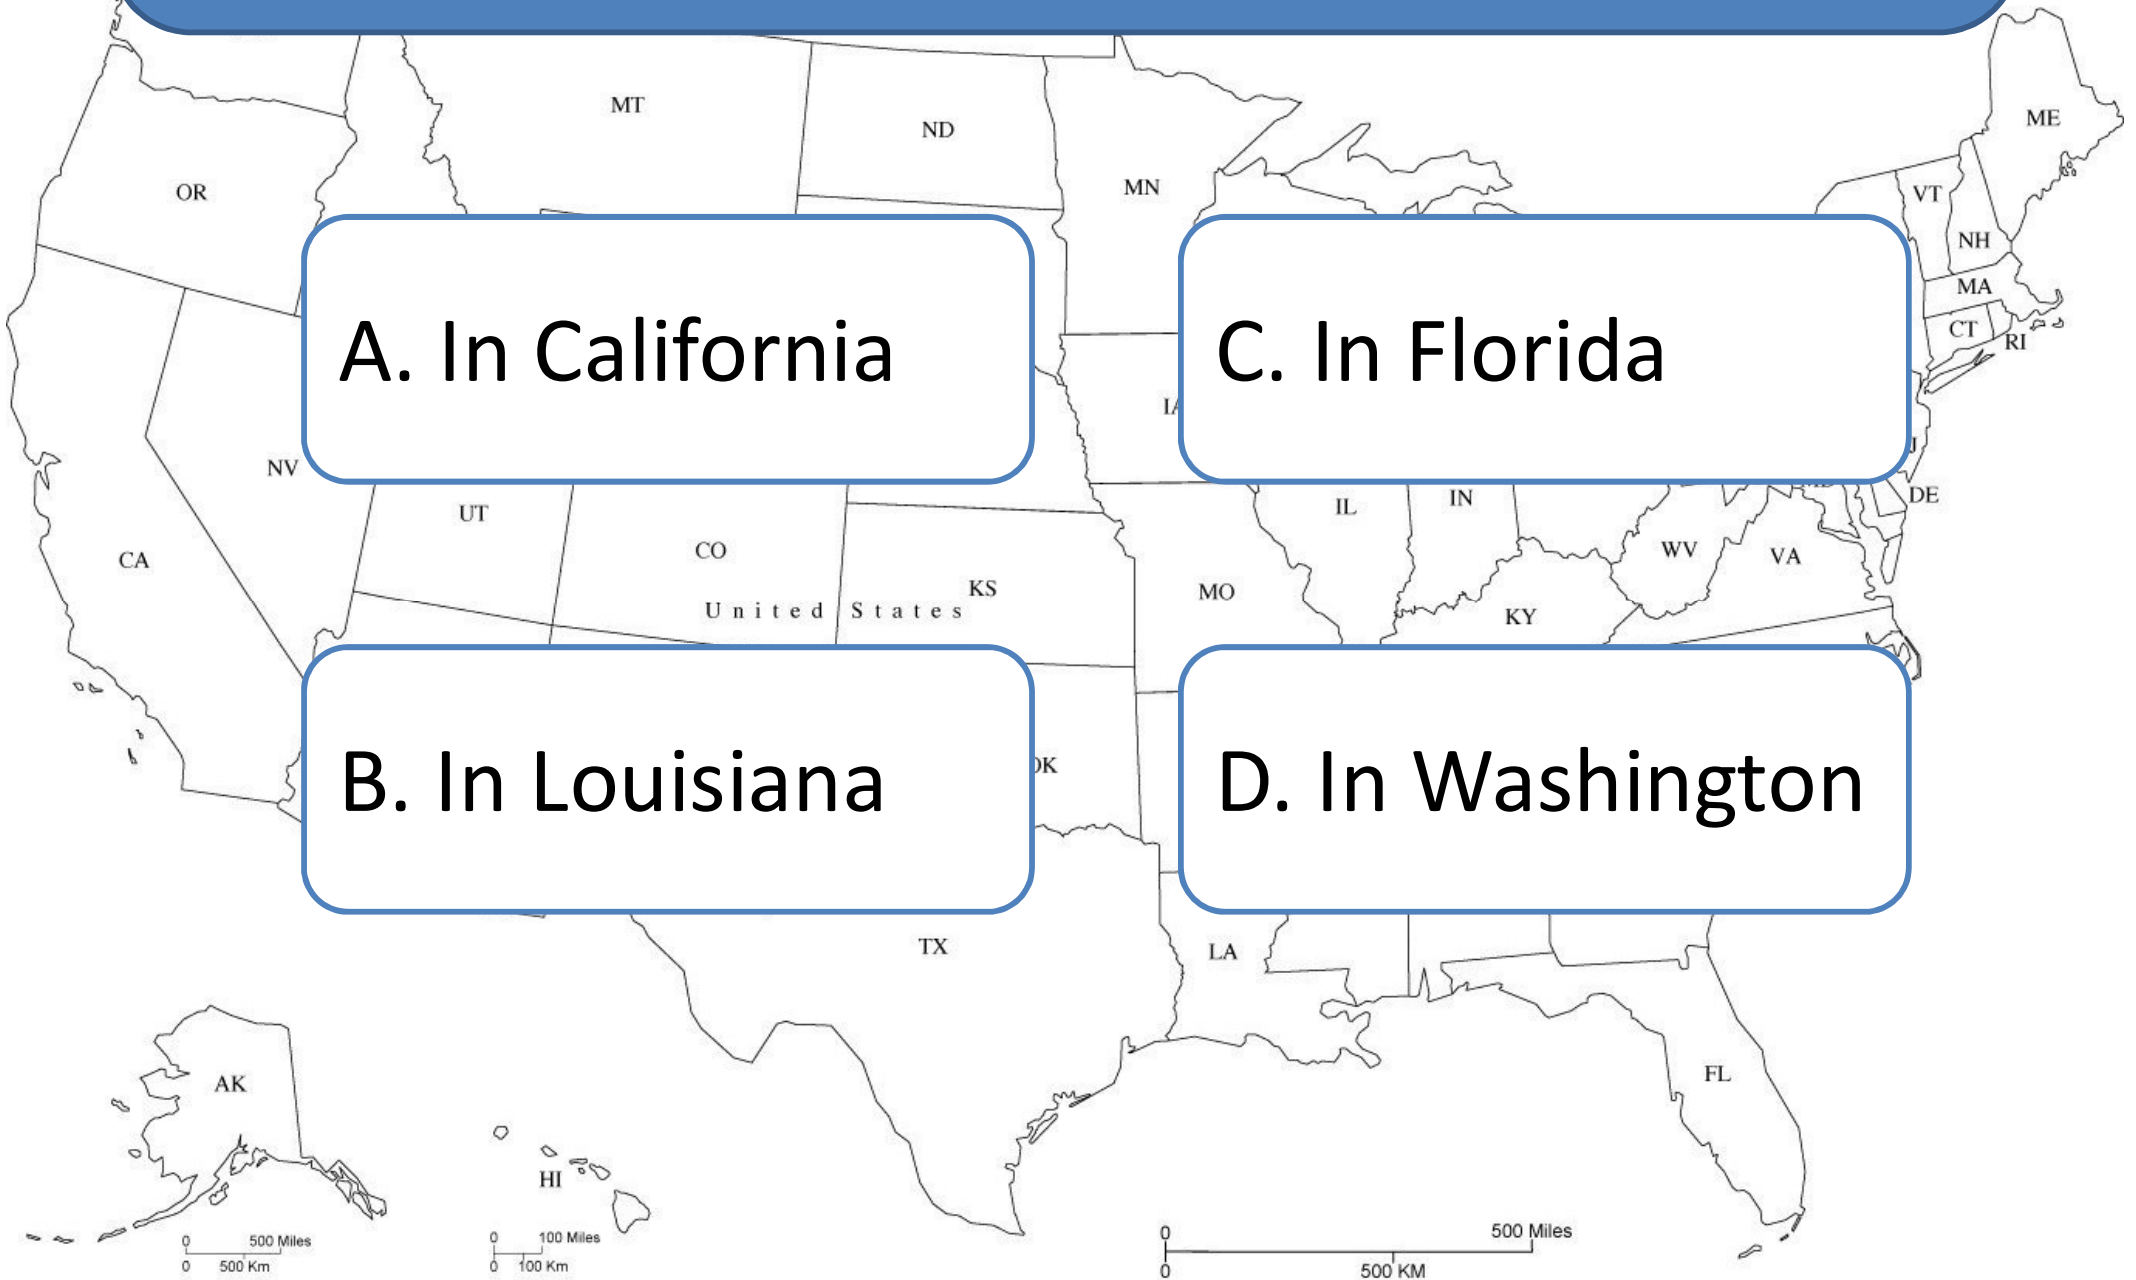 MT
ND
ME
OR
MN
VT
NH
MA
CT
RI
A. In California
C. In Florida
NV
DE
UT
IL
IN
CO
WV
VA
CA
KS
MO
United States
KY
B. In Louisiana
D. In Washington
TX
LA
AK
FL
HI
0 500 Miles
0 500 Km
0 100 Miles
0 100 Km
0 500 Miles
0 500 KM